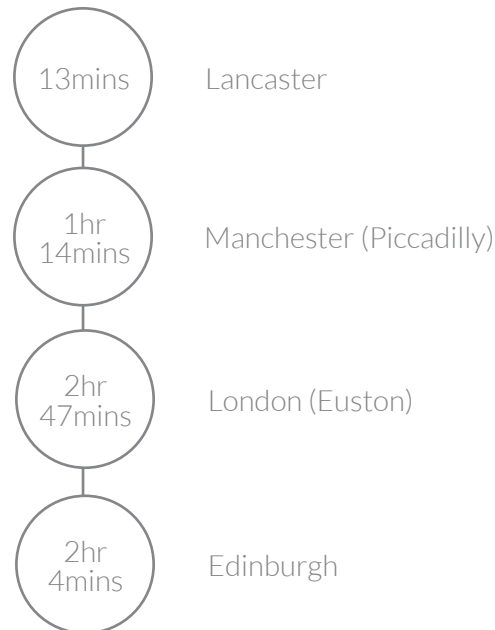 13mins
Lancaster
1hr
14mins
Manchester (Piccadilly)
2hr
47mins
London (Euston)
2hr
4mins
Edinburgh